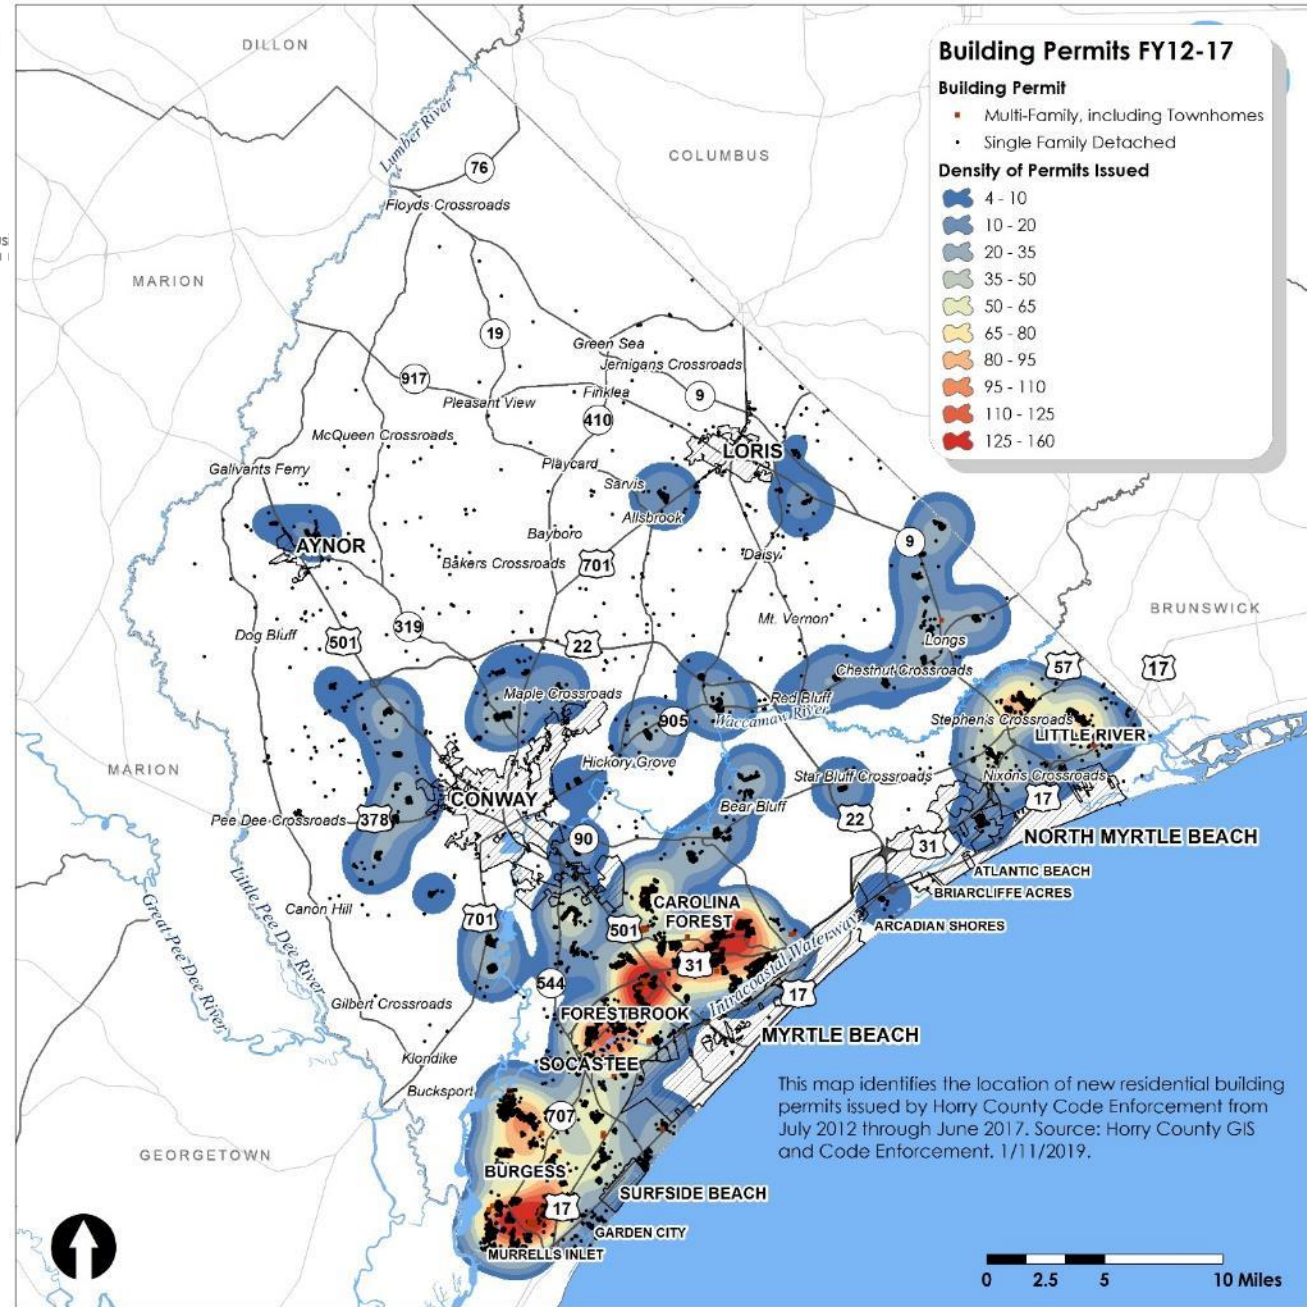 Building Permits FY12-17
Building Permit
Multi-Family, including Townhomes
Single Family Detached
Density of Permits Issued
4 - 10
10 - 20
20 - 35
35 - 50
50 - 65
65 - 80
80 - 95
95 - 110
110 - 125
125 - 160
DILLON
COLUMBUS
Lumber River
76
Floyds Crossroads
MARION
19
Green Sea
Jernigans Crossroads
917
Finklea
9
Pleasant View
410
McQueen Crossroads
LORIS
Galivants Ferry
Playcard
Sarvis
Allsbrook
Bayboro
AYNOR
9
Daisy
Bakers Crossroads
701
BRUNSWICK
Mt. Vernon
319
Dog Bluff
501
22
Longs
57
17
Chestnut Crossroads
Maple Crossroads
Red Bluff
905
Waccamaw River
Stephens Crossroads
LITTLE RIVER
MARION
Hickory Grove
Star Bluff Crossroads
Nixons Crossroads
CONWAY
17
Bear Bluff
Pee Dee Crossroads
378
22
90
31
NORTH MYRTLE BEACH
ATLANTIC BEACH
BRIARCLIFFE ACRES
CAROLINA
FOREST
Canon Hill
701
501
ARCADIAN SHORES
Little Pee Dee River
Great Pee Dee River
31
Intracoastal Waterway
544
17
Gilbert Crossroads
FORESTBROOK
MYRTLE BEACH
Klondike
SOCASTEE
Bucksport
707
This map identifies the location of new residential building
permits issued by Horry County Code Enforcement from
July 2012 through June 2017. Source: Horry County GIS
and Code Enforcement. 1/11/2019.
GEORGETOWN
BURGESS
SURFSIDE BEACH
17
GARDEN CITY
MURRELLS INLET
0 2.5 5 10 Miles